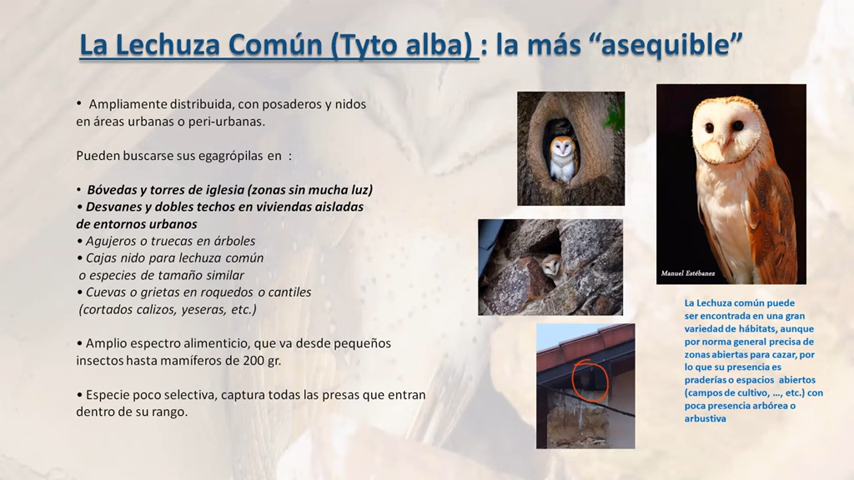 La Lechuza Común (Tyto alba) : la más “asequible”
• Ampliamente distribuida, con posaderos y nidos
en áreas urbanas o peri-urbanas.
Pueden buscarse sus egagrópilas en :
• Bóvedas y torres de iglesia (zonas sin mucha luz)
• Desvanes y dobles techos en viviendas aisladas
de entornos urbanos
• Agujeros o truecas en árboles
• Cajas nido para lechuza común
o especies de tamaño similar
• Cuevas o grietas en roquedos o cantiles
(cortados calizos, yeseras, etc.)
• Amplio espectro alimenticio, que va desde pequeños
insectos hasta mamíferos de 200 gr.
• Especie poco selectiva, captura todas las presas que entran
dentro de su rango.
Manuel Estébanez
La Lechuza común puede
ser encontrada en una gran
variedad de hábitats, aunque
por norma general precisa de
zonas abiertas para cazar, por
lo que su presencia es
praderías o espacios abiertos
(campos de cultivo, ..., etc.) con
poca presencia arbórea o
arbustiva